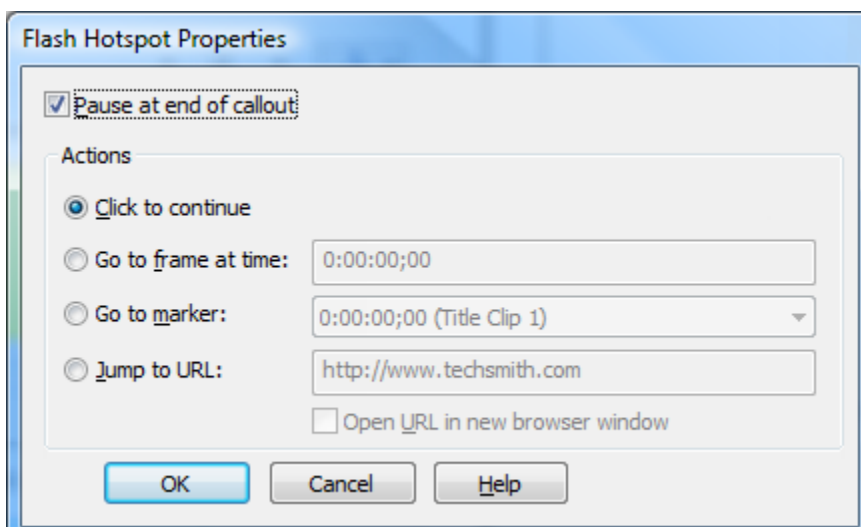 Flash Hotspot Properties
Pause at end of callout
Actions
Click to continue
Go to frame at time: 0:00:00;00
Go to marker: 0:00:00;00 (Title Clip 1)
Jump to URL: http://www.techsmith.com
Open URL in new browser window
OK Cancel Help